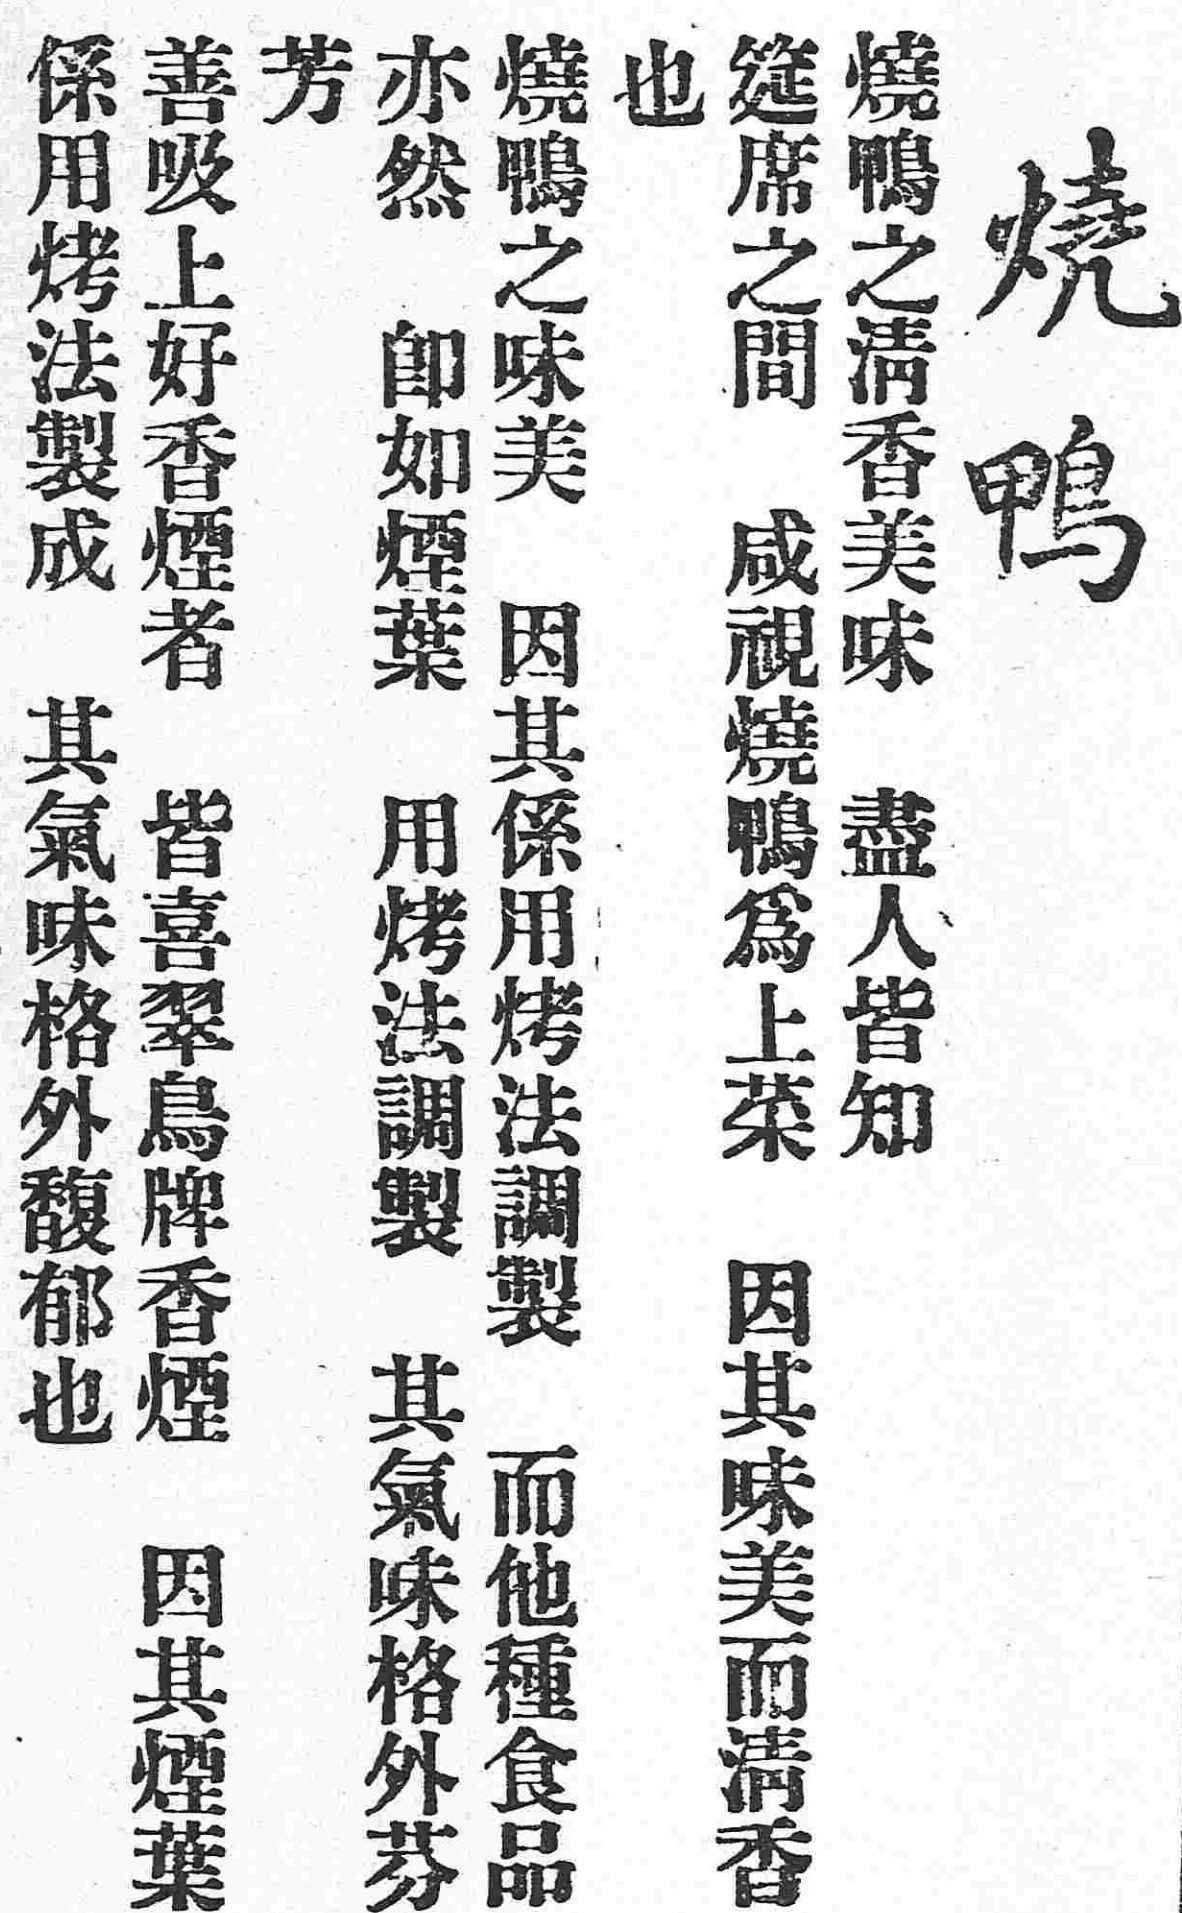 燒鴨
燒鴨之淸香美味　盡人皆知
筵席之間　咸視燒鴨爲上菜　因其味美而淸香
也
燒鴨之味美　因其係用烤法調製　而他種食品
亦然　卽如煙葉　用烤法調製　其氣味格外芬
芳
善吸上好香煙者　皆喜翠鳥牌香煙　因其煙葉
係用烤法製成　其氣味格外馥郁也